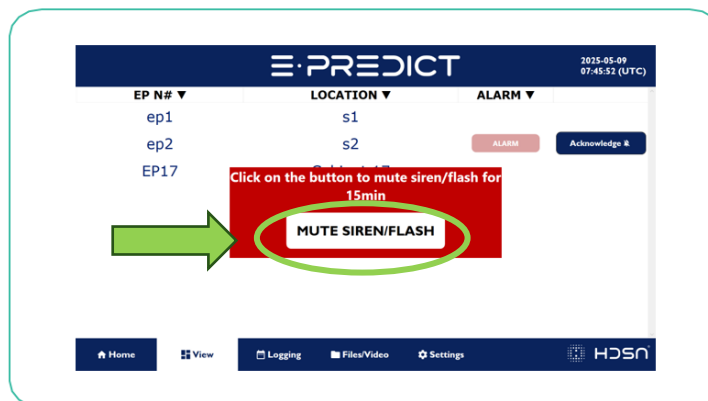 E·PREDICT
2025-05-09
07:45:52 (UTC)
EP N# ▼ LOCATION ▼ ALARM ▼
ep1 s1
ep2 s2 ALARM Acknowledge
EP17
Click on the button to mute siren/flash for
15min
MUTE SIREN/FLASH
Home View Logging Files/Video Settings HDSN